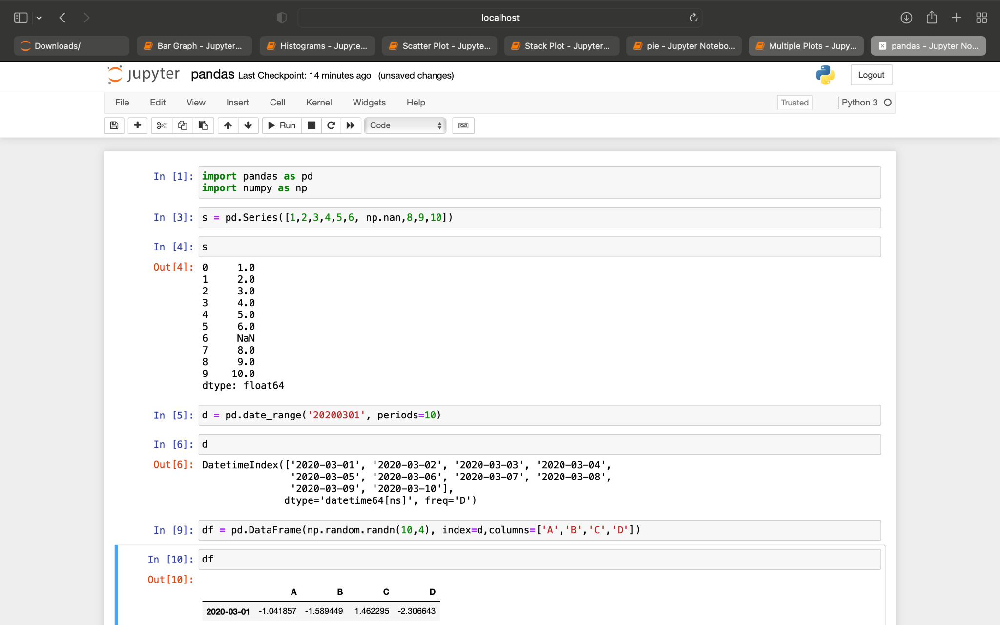 localhost
Downloads/
Bar Graph - Jupyter...
Histograms - Jupyte...
Scatter Plot - Jupyte...
Stack Plot - Jupyter...
pie - Jupyter Notebo...
Multiple Plots - Jupy...
pandas - Jupyter No...
jupyter pandas Last Checkpoint: 14 minutes ago (unsaved changes)
Logout
File Edit View Insert Cell Kernel Widgets Help
Trusted
Python 3
Run
Code
In [1]: import pandas as pd
import numpy as np
In [3]: s = pd.Series([1,2,3,4,5,6, np.nan,8,9,10])
In [4]: s
Out[4]: 0 1.0
1 2.0
2 3.0
3 4.0
4 5.0
5 6.0
6 NaN
7 8.0
8 9.0
9 10.0
dtype: float64
In [5]: d = pd.date_range('20200301', periods=10)
In [6]: d
Out[6]: DatetimeIndex(['2020-03-01', '2020-03-02', '2020-03-03', '2020-03-04',
'2020-03-05', '2020-03-06', '2020-03-07', '2020-03-08',
'2020-03-09', '2020-03-10'],
dtype='datetime64[ns]', freq='D')
In [9]: df = pd.DataFrame(np.random.randn(10,4), index=d,columns=['A','B','C','D'])
In [10]: df
Out[10]:
A B C D
2020-03-01 -1.041857 -1.589449 1.462295 -2.306643